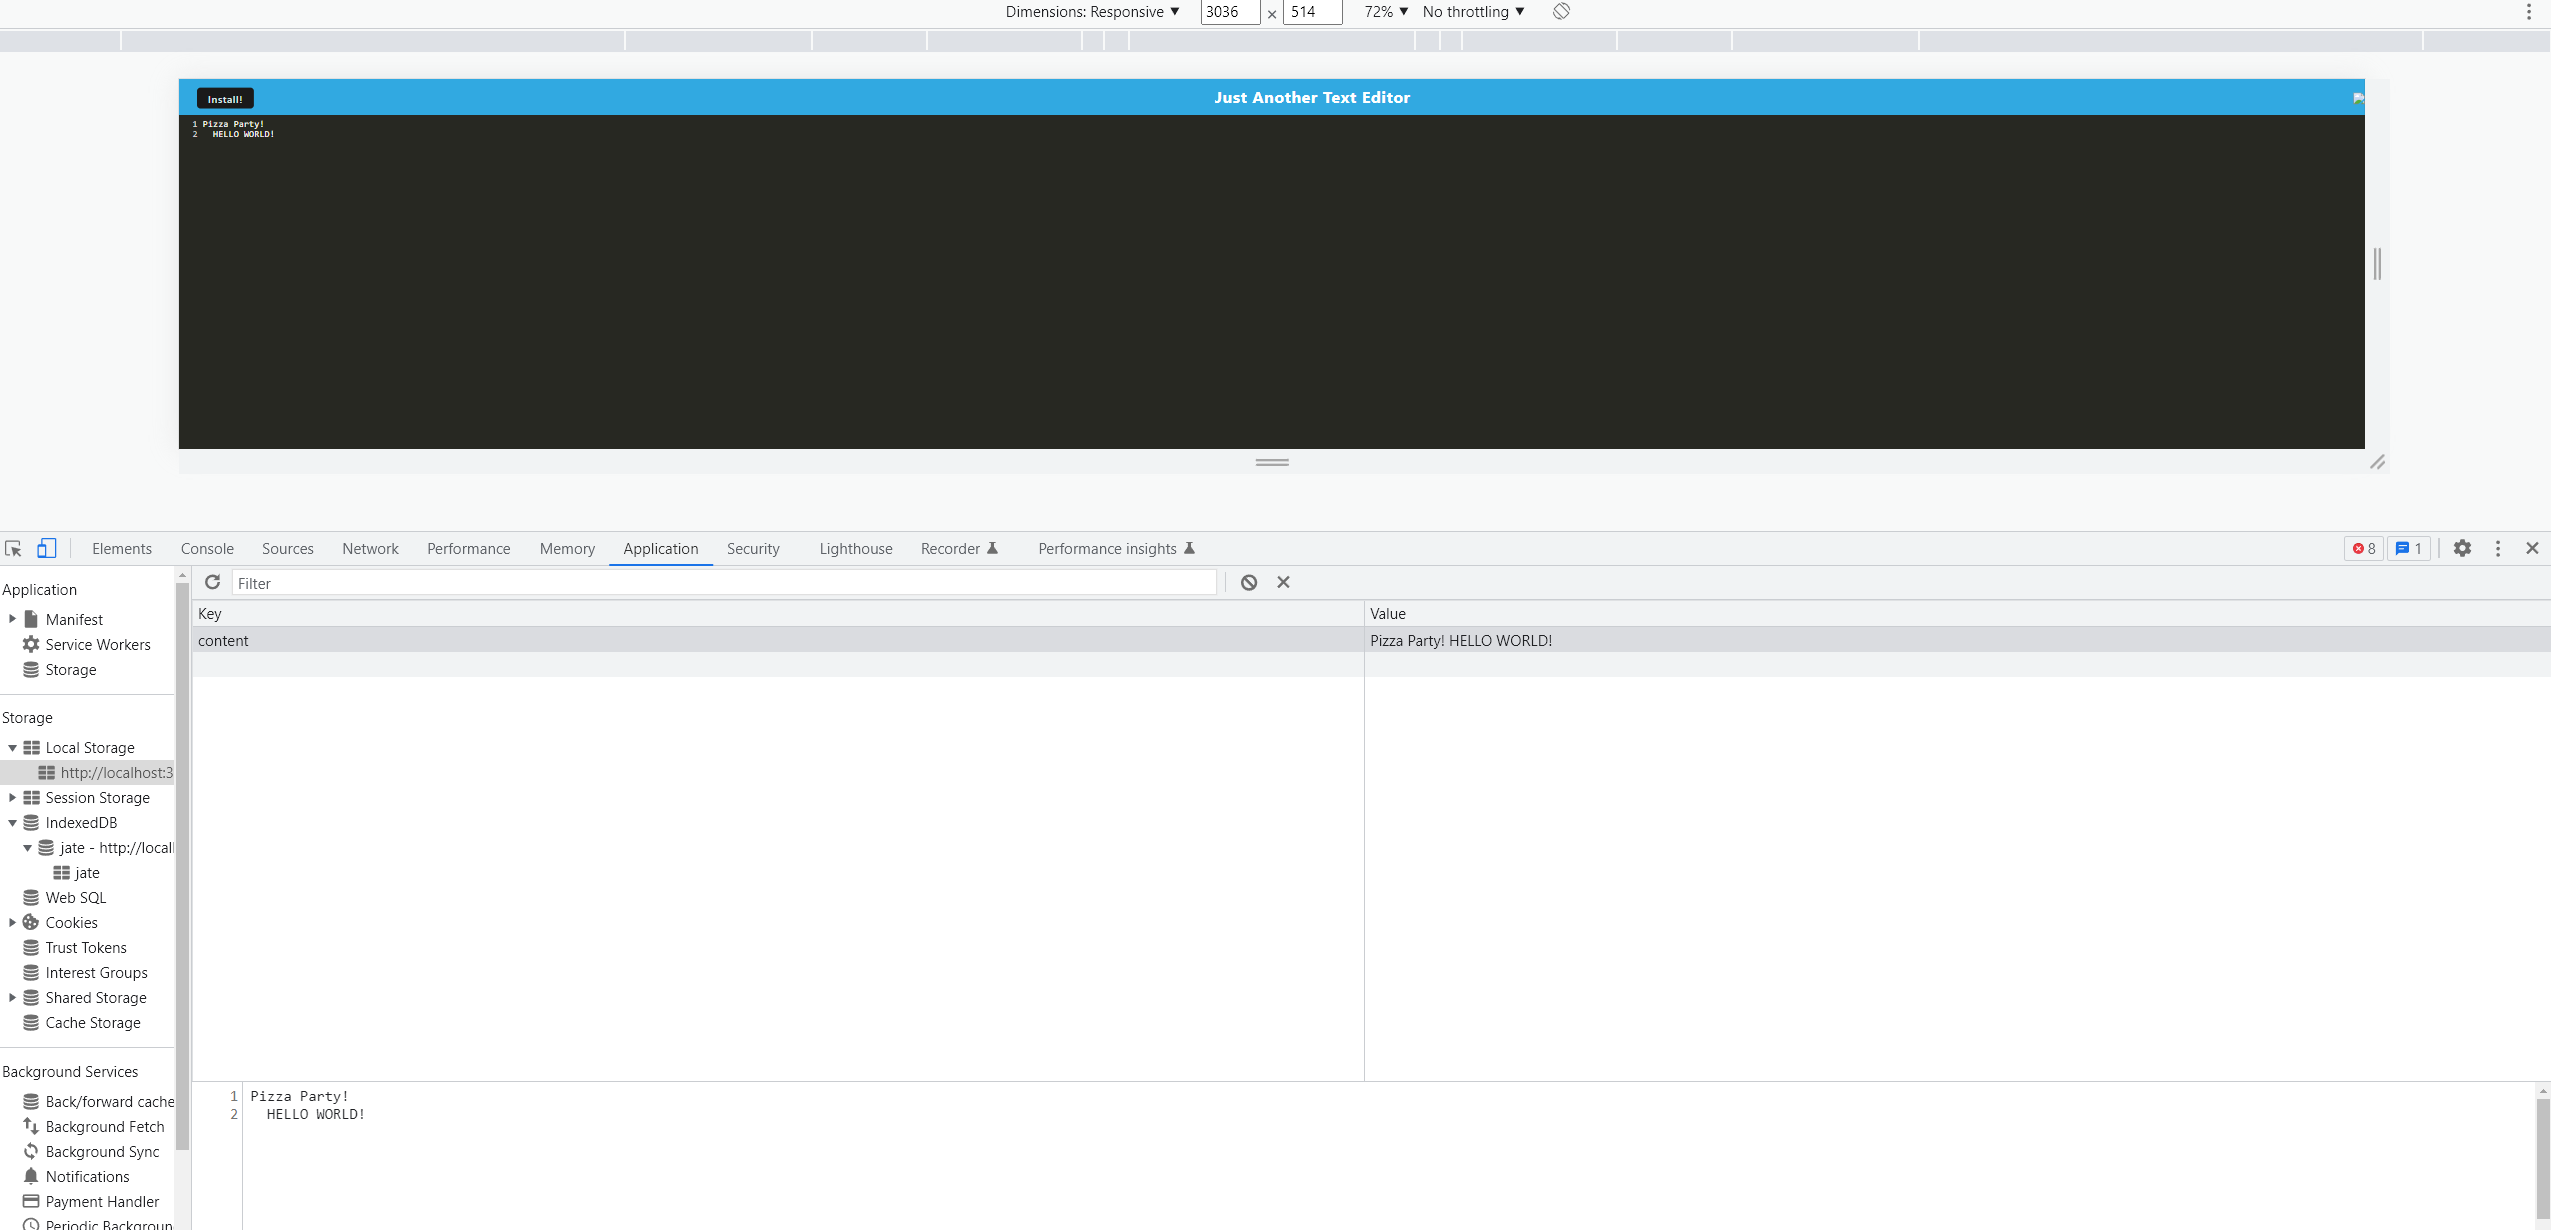 Dimensions: Responsive ▼ 3036 × 514 72% ▼ No throttling ▼
Install! Just Another Text Editor
1 Pizza Party!
2 HELLO WORLD!
Elements Console Sources Network Performance Memory Application Security Lighthouse Recorder Performance insights 8 1
Application
Manifest
Service Workers
Storage
Storage
Local Storage
http://localhost:3
Session Storage
IndexedDB
jate - http://local
jate
Web SQL
Cookies
Trust Tokens
Interest Groups
Shared Storage
Cache Storage
Background Services
Back/forward cache
Background Fetch
Background Sync
Notifications
Payment Handler
Periodic Backgroun
Filter
Key Value
content Pizza Party! HELLO WORLD!
1 Pizza Party!
2 HELLO WORLD!